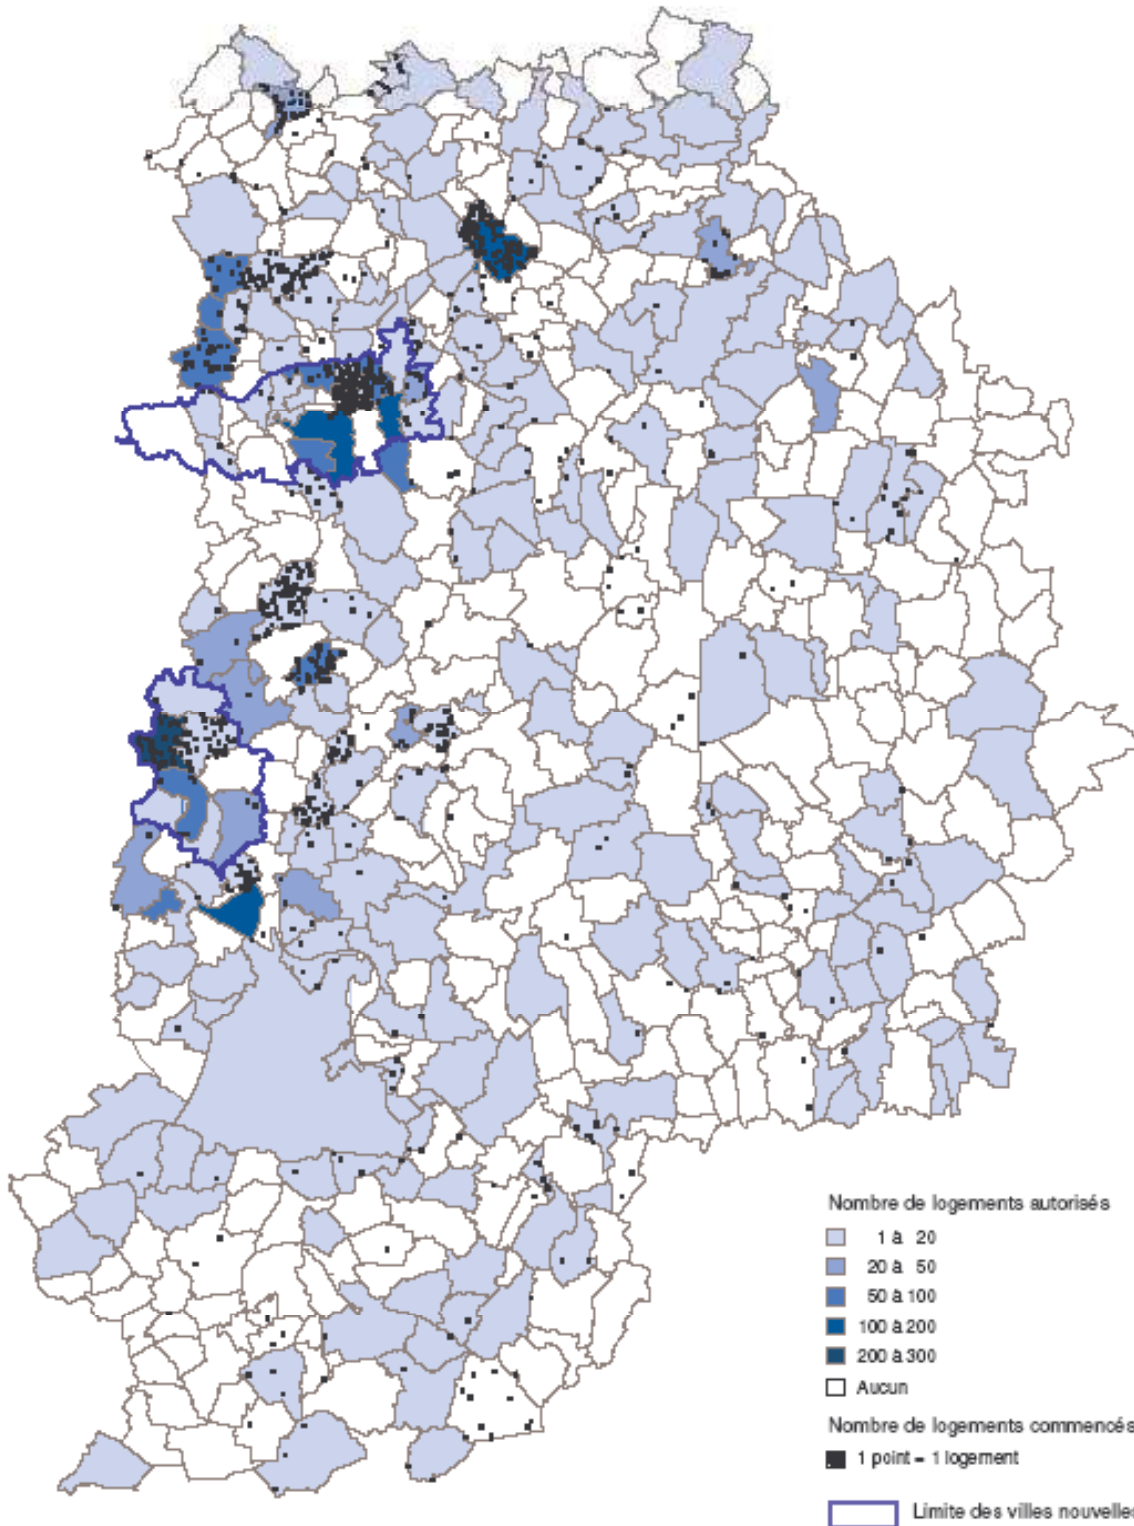 Nombre de logements autorisés
1 à 20
20 à 50
50 à 100
100 à 200
200 à 300
Aucun
Nombre de logements commencés
1 point = 1 logement
Limite des villes nouvelles